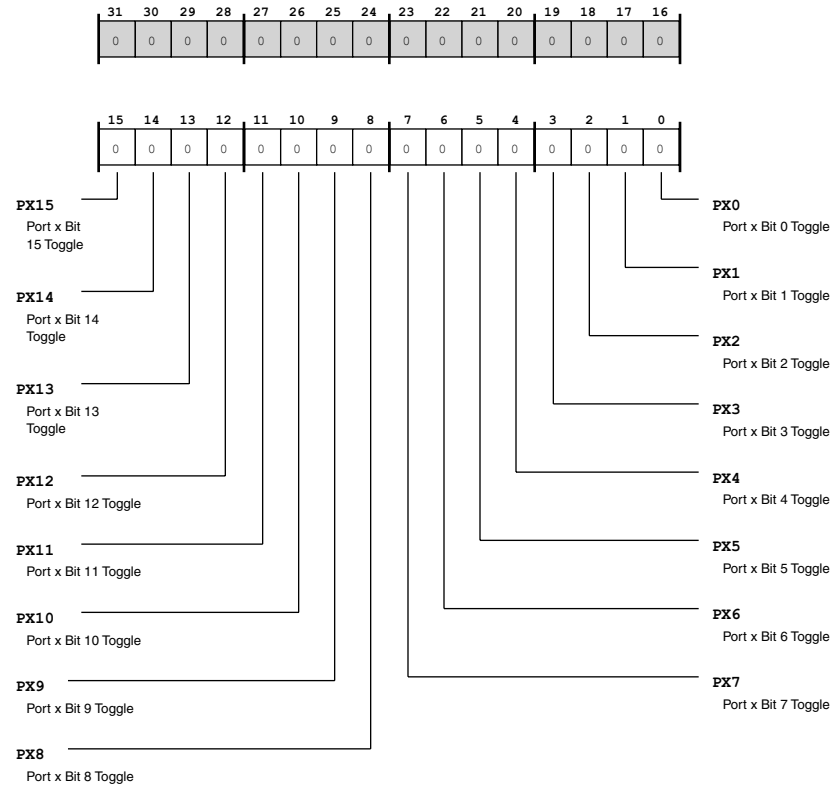 31 30 29 28 27 26 25 24 23 22 21 20 19 18 17 16
0 0 0 0 0 0 0 0 0 0 0 0 0 0 0 0
15 14 13 12 11 10 9 8 7 6 5 4 3 2 1 0
0 0 0 0 0 0 0 0 0 0 0 0 0 0 0 0
PX15
Port x Bit
15 Toggle
PX14
Port x Bit 14
Toggle
PX13
Port x Bit 13
Toggle
PX12
Port x Bit 12 Toggle
PX11
Port x Bit 11 Toggle
PX10
Port x Bit 10 Toggle
PX9
Port x Bit 9 Toggle
PX8
Port x Bit 8 Toggle
PX0
Port x Bit 0 Toggle
PX1
Port x Bit 1 Toggle
PX2
Port x Bit 2 Toggle
PX3
Port x Bit 3 Toggle
PX4
Port x Bit 4 Toggle
PX5
Port x Bit 5 Toggle
PX6
Port x Bit 6 Toggle
PX7
Port x Bit 7 Toggle